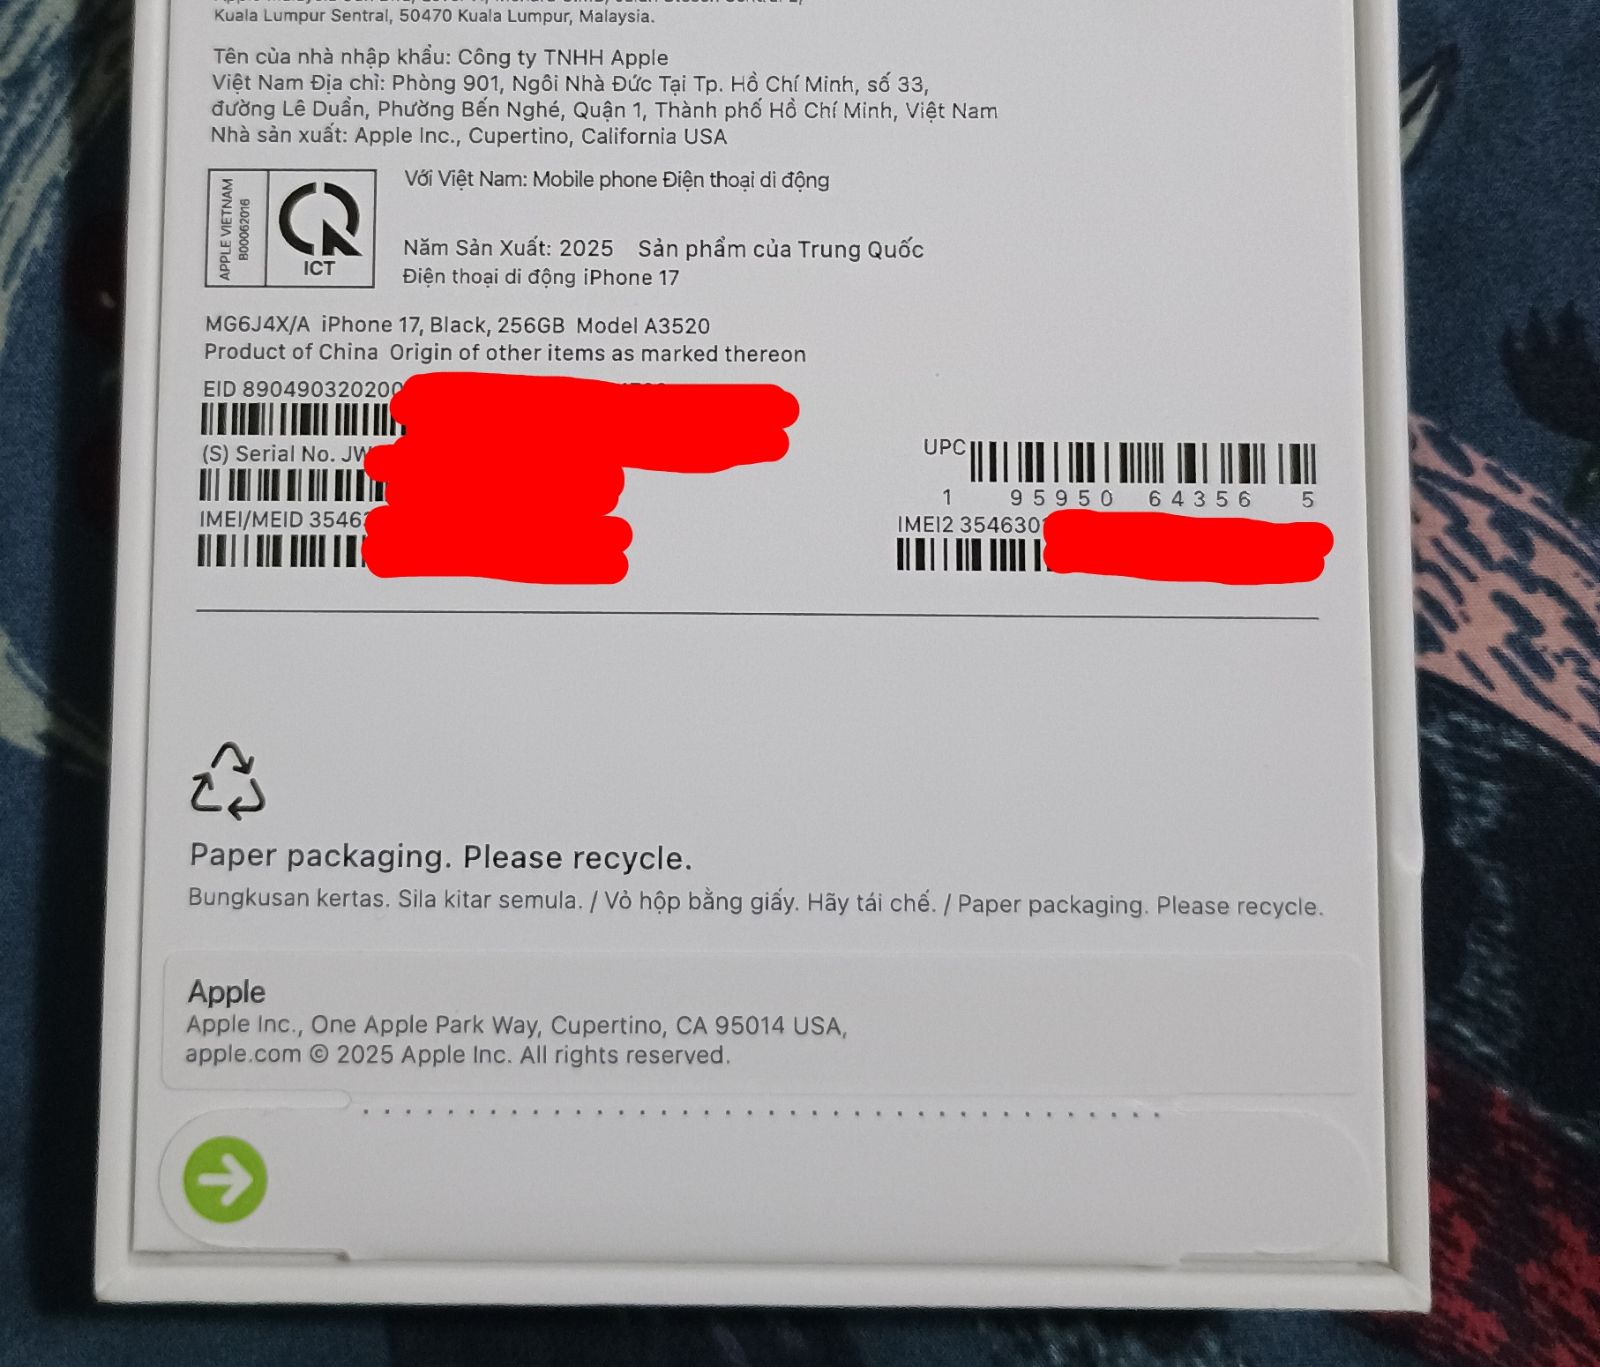 Kuala Lumpur Sentral, 50470 Kuala Lumpur, Malaysia.
Tên của nhà nhập khẩu: Công ty TNHH Apple
Việt Nam Địa chỉ: Phòng 901, Ngôi Nhà Đức Tại Tp. Hồ Chí Minh, số 33,
đường Lê Duẩn, Phường Bến Nghé, Quận 1, Thành phố Hồ Chí Minh, Việt Nam
Nhà sản xuất: Apple Inc., Cupertino, California USA
APPLE VIETNAM
B00062016
ICT
Với Việt Nam: Mobile phone Điện thoại di động
Năm Sản Xuất: 2025 Sản phẩm của Trung Quốc
Điện thoại di động iPhone 17
MG6J4X/A iPhone 17, Black, 256GB Model A3520
Product of China Origin of other items as marked thereon
EID 890490320200
(S) Serial No. JW
UPC
1 95950 64356 5
IMEI/MEID 3546
IMEI2 354630
Paper packaging. Please recycle.
Bungkusan kertas. Sila kitar semula. / Vỏ hộp bằng giấy. Hãy tái chế. / Paper packaging. Please recycle.
Apple
Apple Inc., One Apple Park Way, Cupertino, CA 95014 USA,
apple.com © 2025 Apple Inc. All rights reserved.